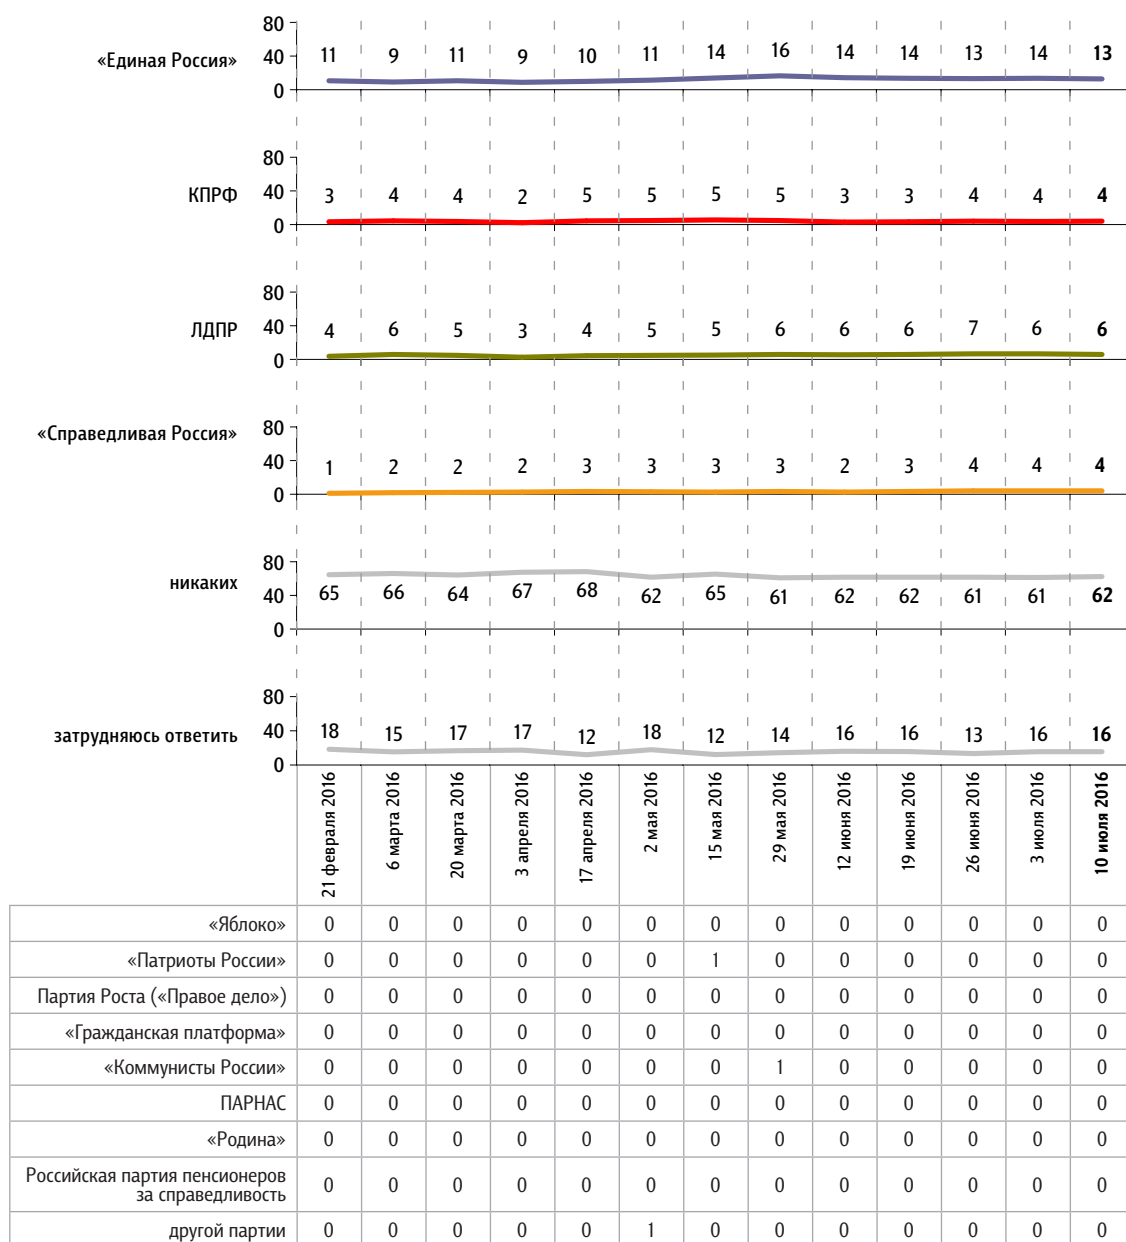 80
«Единая Россия» 40 11 9 11 9 10 11 14 16 14 14 13 14 13
0
80
КПРФ 40 3 4 4 2 5 5 5 5 3 3 4 4 4
0
80
ЛДПР 40 4 6 5 3 4 5 5 6 6 6 7 6 6
0
«Справедливая Россия» 80
40 1 2 2 2 3 3 3 3 2 3 4 4 4
0
80
никаких
40 65 66 64 67 68 62 65 61 62 62 61 61 62
0
80
затрудняюсь ответить 40 18 15 17 17 12 18 12 14 16 16 13 16 16
0
21 февраля 2016
6 марта 2016
20 марта 2016
3 апреля 2016
17 апреля 2016
2 мая 2016
15 мая 2016
29 мая 2016
12 июня 2016
19 июня 2016
26 июня 2016
3 июля 2016
10 июля 2016
«Яблоко» 0 0 0 0 0 0 0 0 0 0 0 0 0
«Патриоты России» 0 0 0 0 0 0 1 0 0 0 0 0 0
Партия Роста («Правое дело») 0 0 0 0 0 0 0 0 0 0 0 0 0
«Гражданская платформа» 0 0 0 0 0 0 0 0 0 0 0 0 0
«Коммунисты России» 0 0 0 0 0 0 0 1 0 0 0 0 0
ПАРНАС 0 0 0 0 0 0 0 0 0 0 0 0 0
«Родина» 0 0 0 0 0 0 0 0 0 0 0 0 0
Российская партия пенсионеров
за справедливость 0 0 0 0 0 0 0 0 0 0 0 0 0
другой партии 0 0 0 0 0 1 0 0 0 0 0 0 0